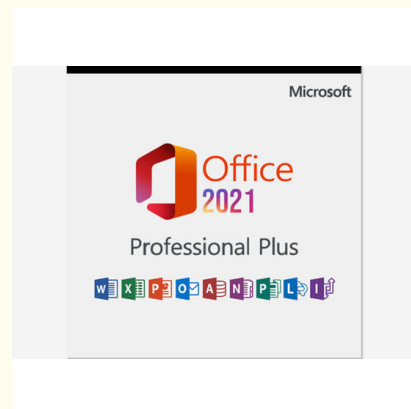 Microsoft
Office
2021
Professional Plus
W X P O A N P L I